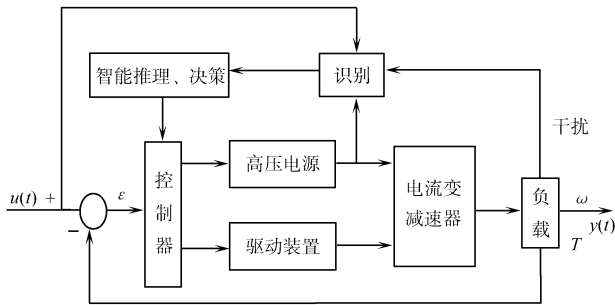 智能推理、决策
识别
干扰
u(t) +
ε
−
控制器
高压电源
驱动装置
电流变
减速器
负载
ω
y(t)
T